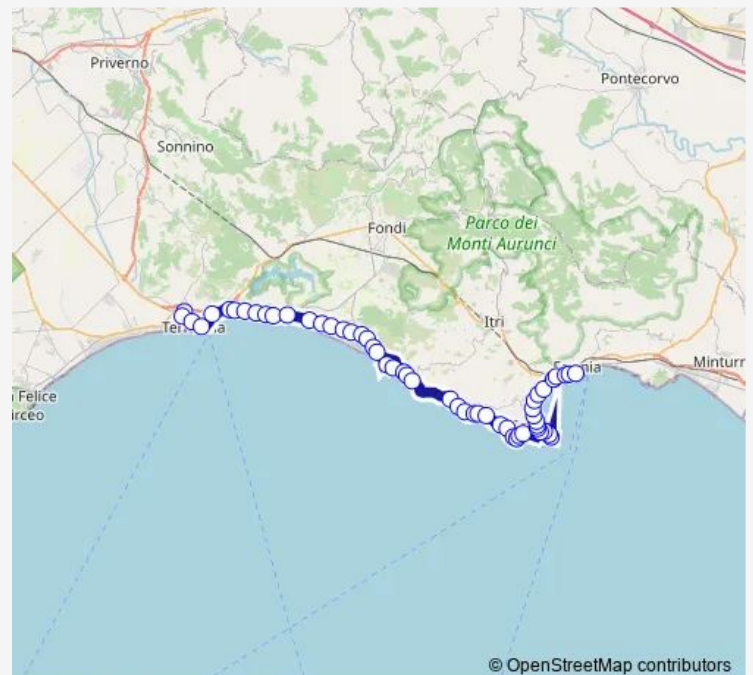 Priverno
Pontecorvo
Sonnino
Fondi
Parco dei
Monti Aurunci
Itri
Minturr
Felice
irceo
© OpenStreetMap contributors